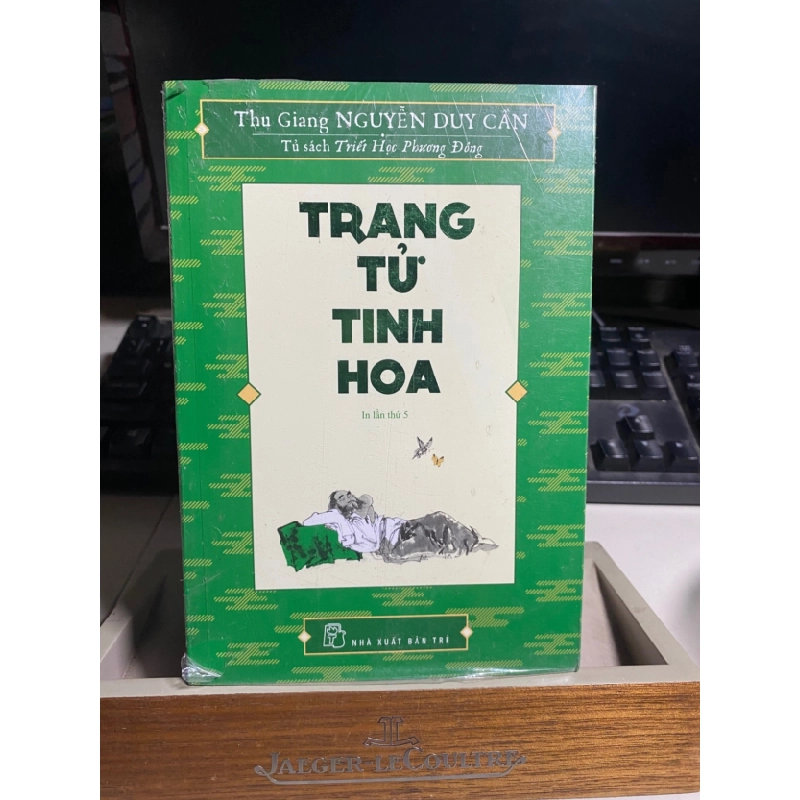 Thu Giang NGUYỄN DUY CẦN
Tủ sách Triết Học Phương Đông
TRANG
TỬ
TINH
HOA
In lần thứ 5
NHÀ XUẤT BẢN TRẺ
JAEGER-LECOULTRE